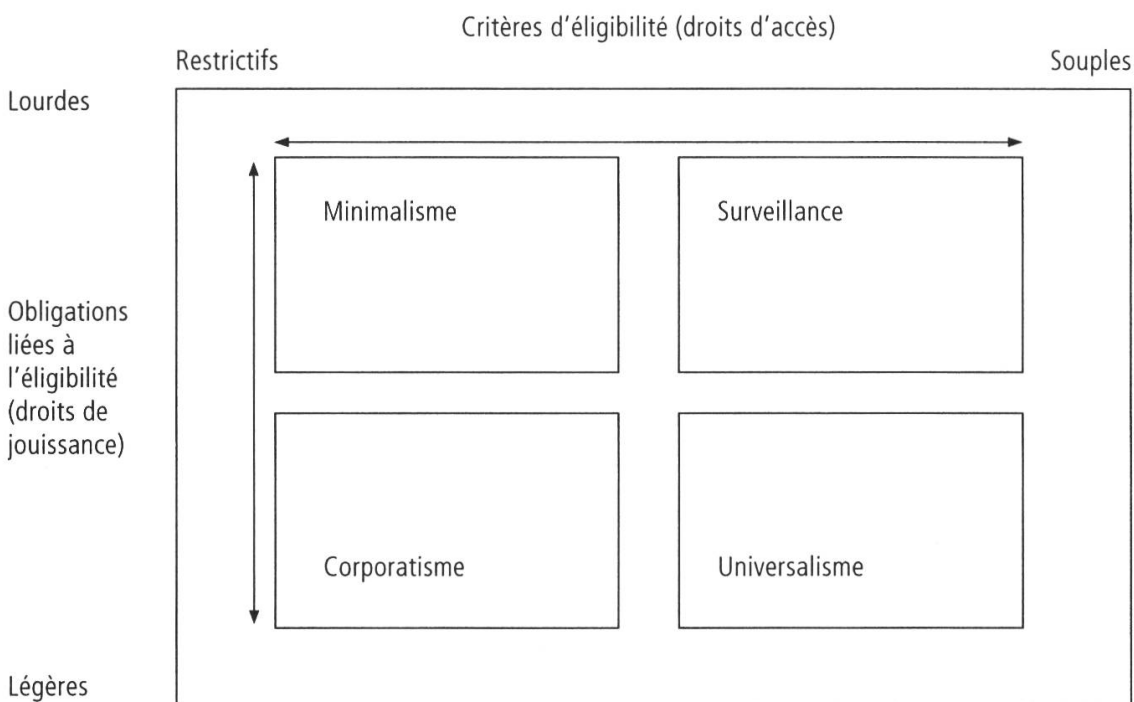 Critères d'éligibilité (droits d'accès)
Restrictifs Souples
Lourdes
Minimalisme Surveillance
Obligations
liées à
l'éligibilité
(droits de
jouissance)
Corporatisme Universalisme
Légères